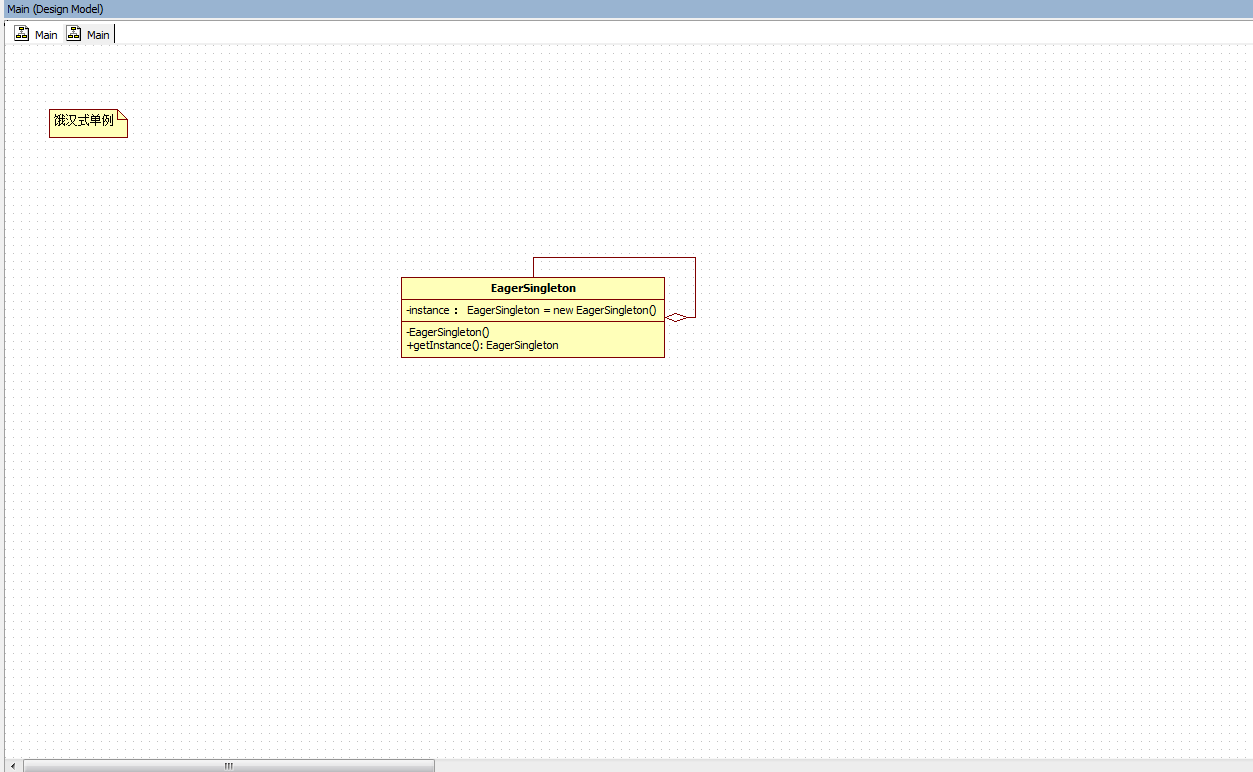 Main (Design Model)
Main Main
饿汉式单例
EagerSingleton
-instance： EagerSingleton = new EagerSingleton()
-EagerSingleton()
+getInstance(): EagerSingleton